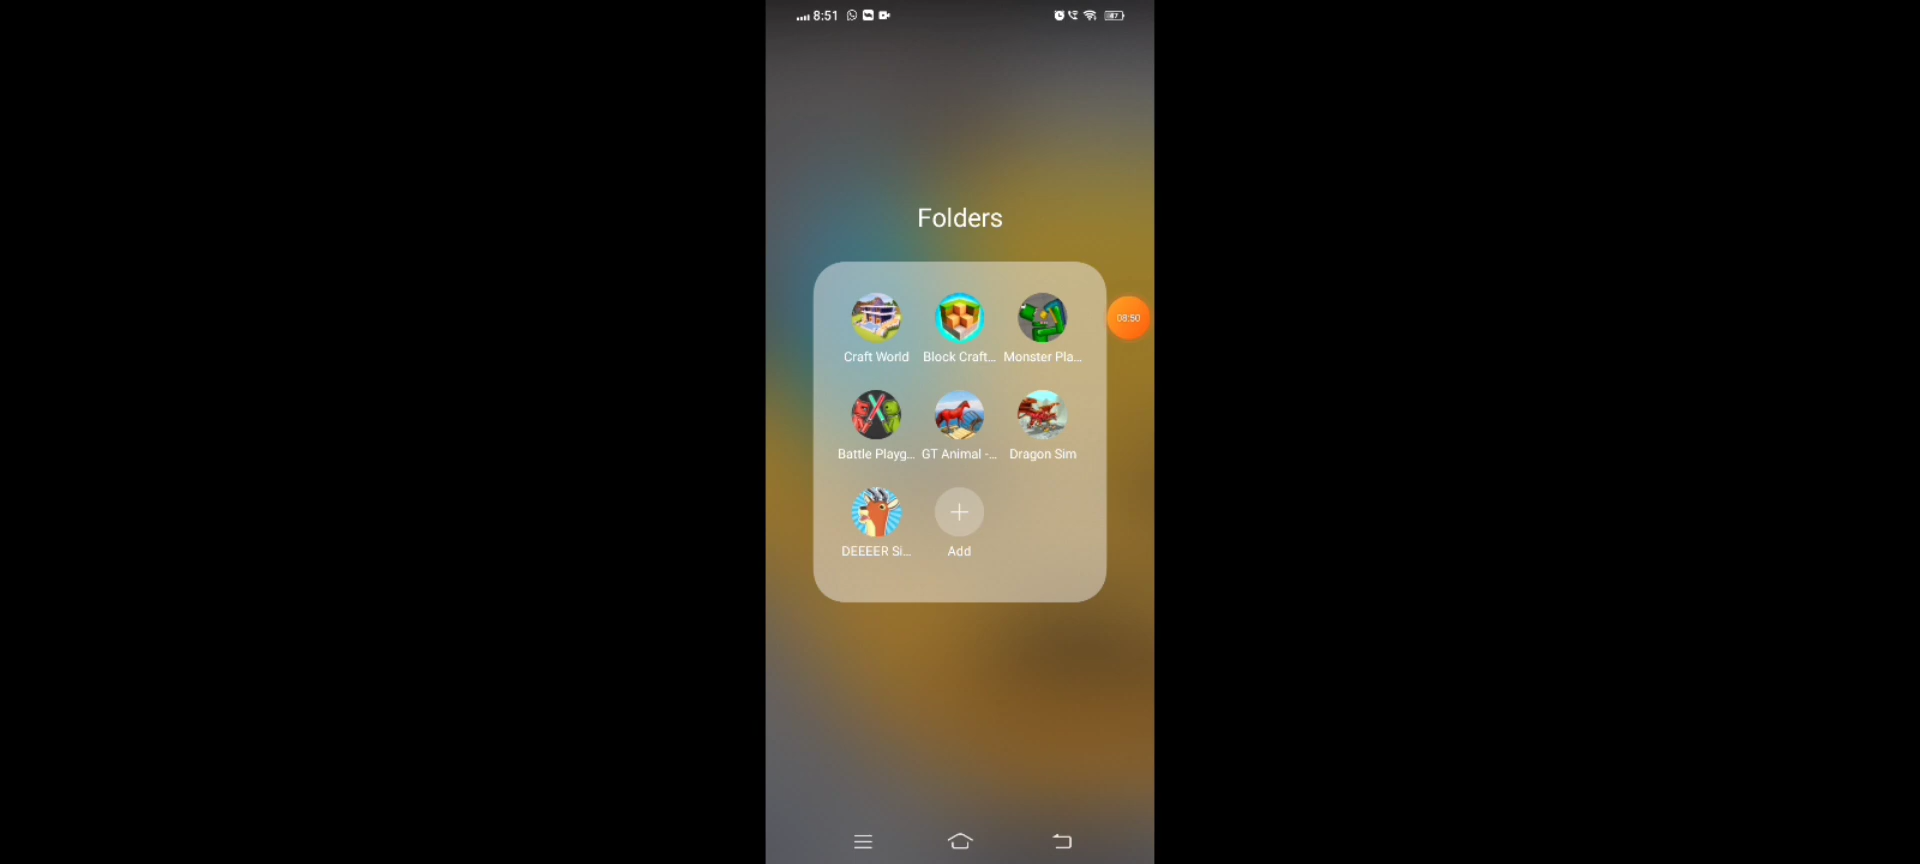 8:51
Folders
Craft World Block Craft... Monster Pla...
08:50
Battle Playg... GT Animal -... Dragon Sim
DEEEER Si... Add